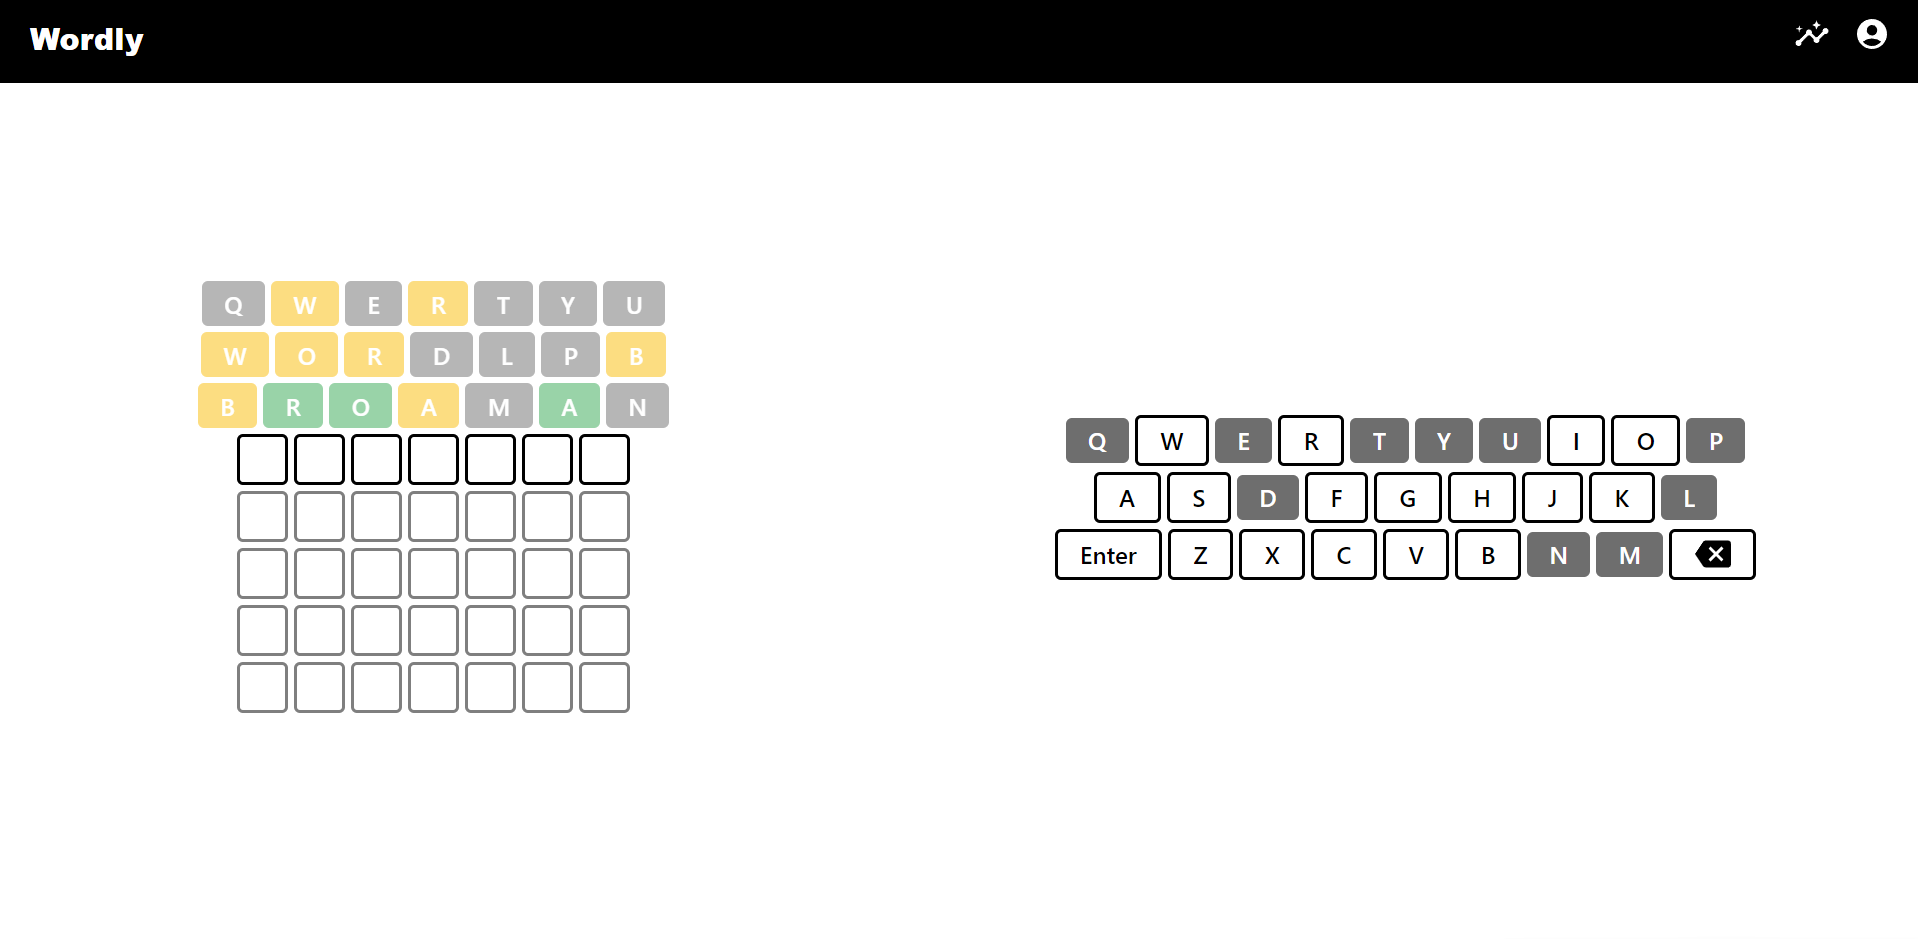 Wordly
Q W E R T Y U
W O R D L P B
B R O A M A N
Q W E R T Y U I O P
A S D F G H J K L
Enter Z X C V B N M